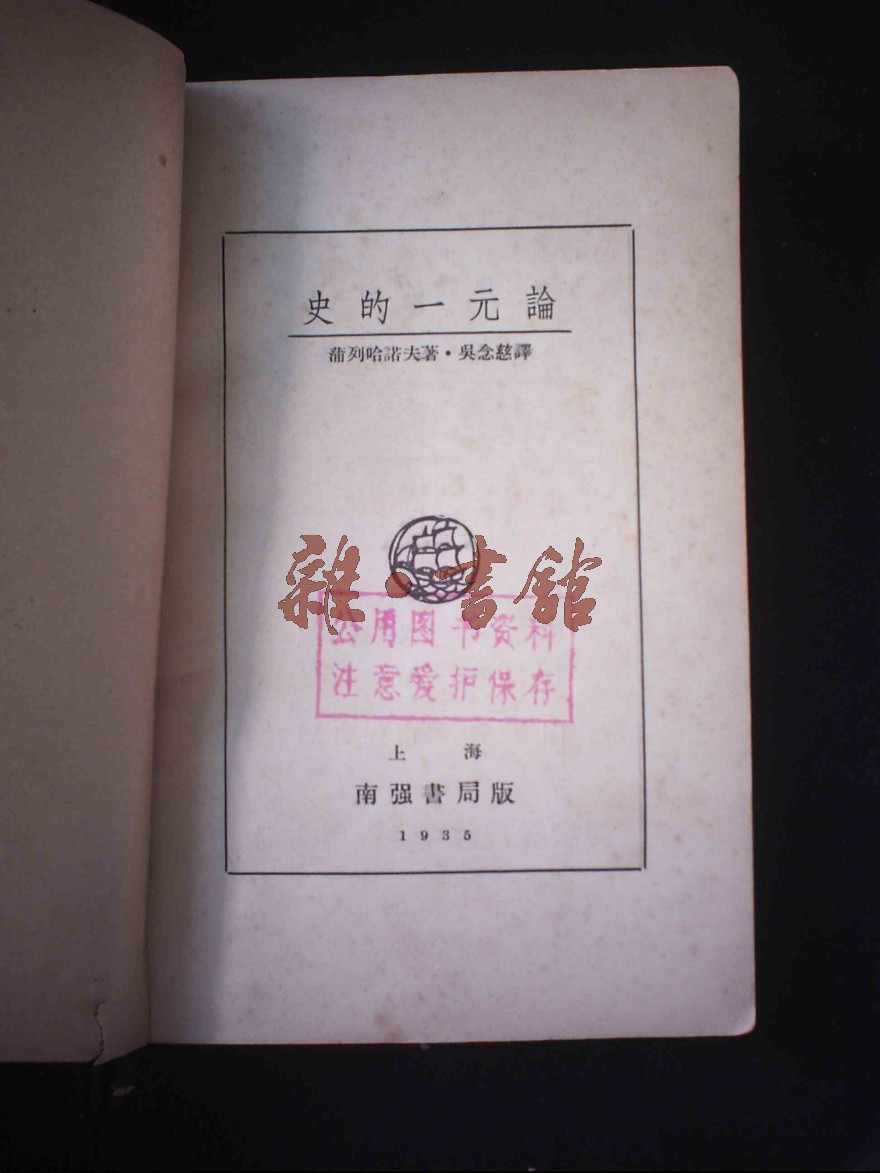 史的一元論
蒲列哈諾夫著·吳念慈譯
雜·書館
公用图书资料
注意爱护保存
上海
南强書局版
1935